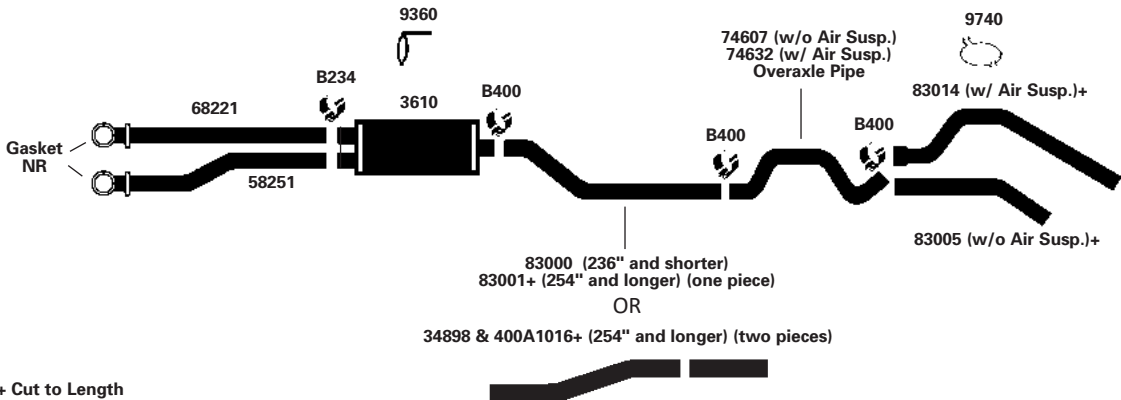 9360
74607 (w/o Air Susp.)
74632 (w/ Air Susp.)
Overaxle Pipe
9740
B234
68221
3610
B400
83014 (w/ Air Susp.)+
B400
B400
Gasket
NR
58251
83005 (w/o Air Susp.)+
83000 (236" and shorter)
83001+ (254" and longer) (one piece)
OR
34898 & 400A1016+ (254" and longer) (two pieces)
+ Cut to Length